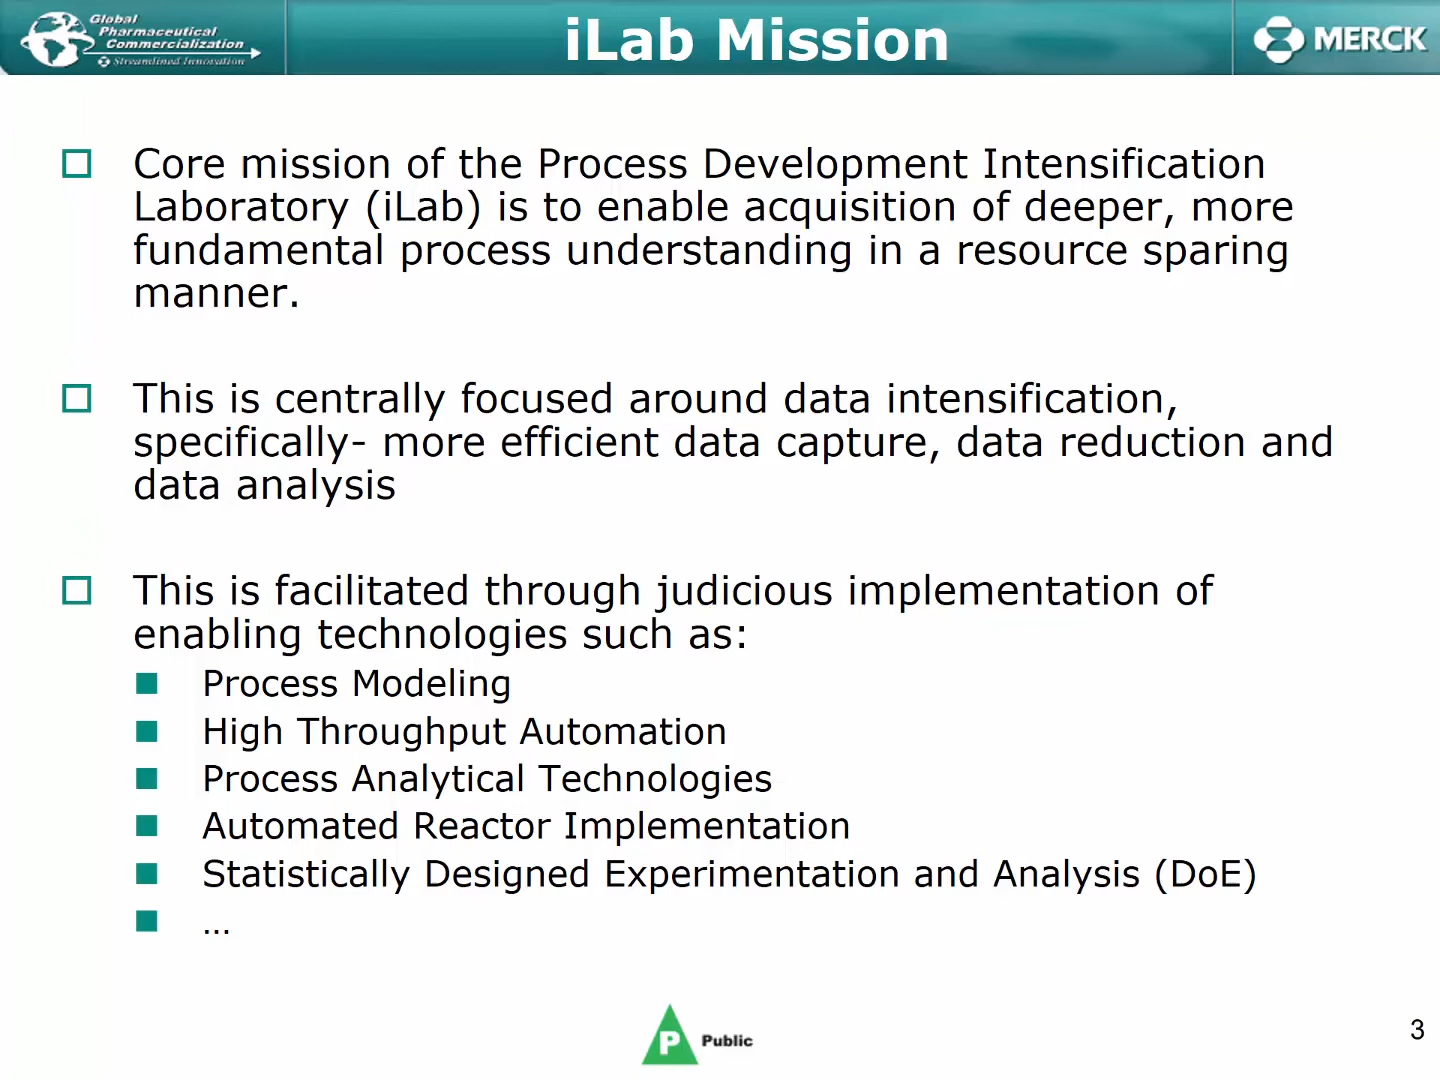 Global
Pharmaceutical
Commercialization
Streamlined Innovation
iLab Mission
MERCK
Core mission of the Process Development Intensification
Laboratory (iLab) is to enable acquisition of deeper, more
fundamental process understanding in a resource sparing
manner.
This is centrally focused around data intensification,
specifically- more efficient data capture, data reduction and
data analysis
This is facilitated through judicious implementation of
enabling technologies such as:
Process Modeling
High Throughput Automation
Process Analytical Technologies
Automated Reactor Implementation
Statistically Designed Experimentation and Analysis (DoE)
...
P Public
3